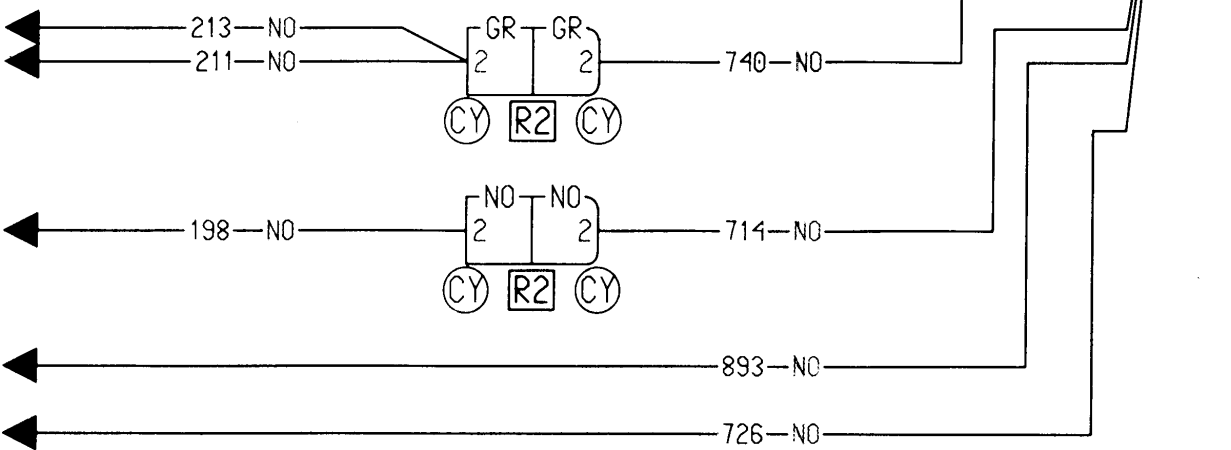 213 NO GR GR
211 NO 2 2 740 NO
CY R2 CY
NO NO
198 NO 2 2 714 NO
CY R2 CY
893 NO
726 NO